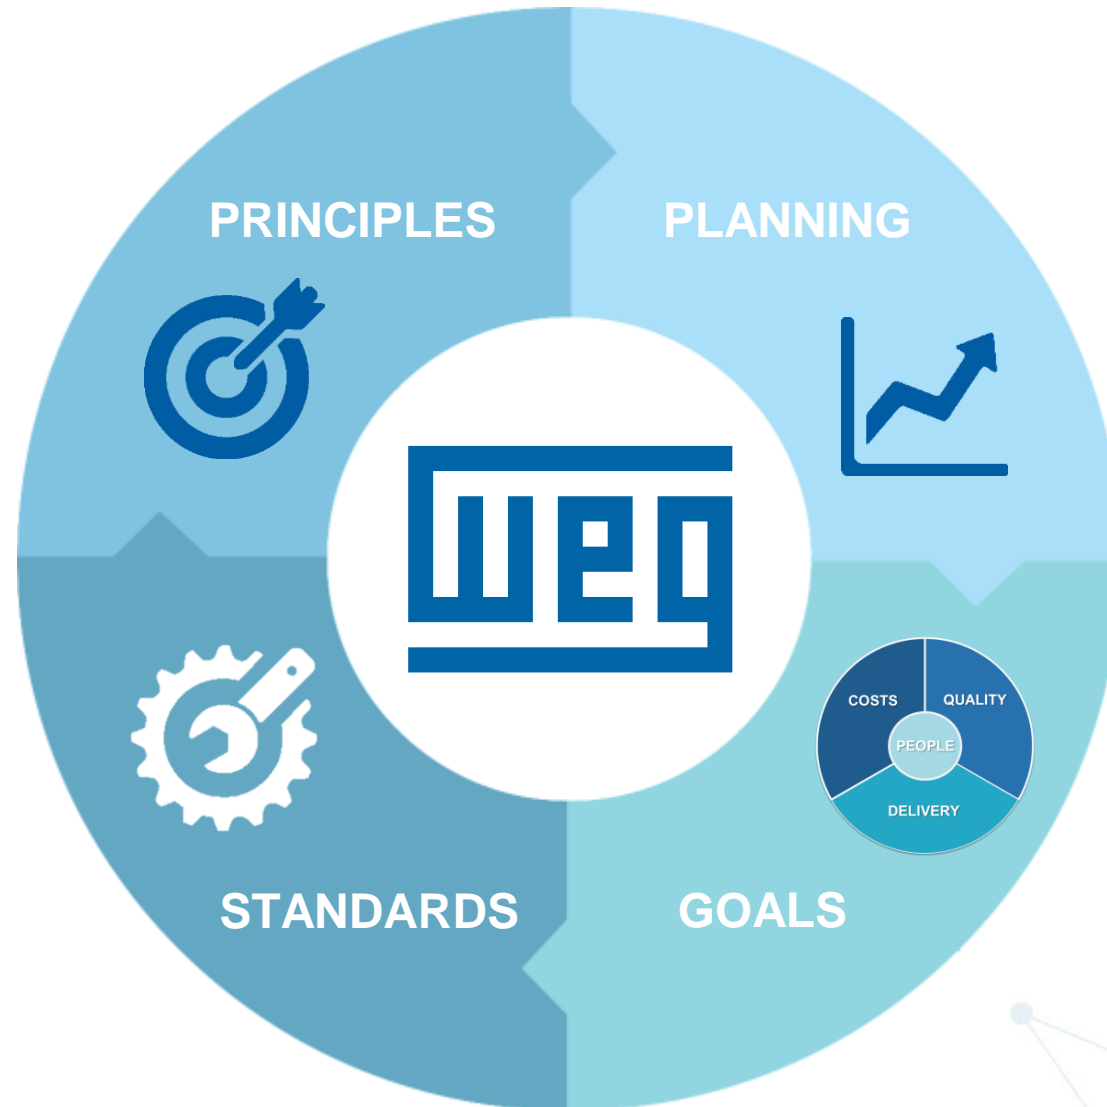 PRINCIPLES
PLANNING
weg
COSTS
QUALITY
PEOPLE
DELIVERY
STANDARDS
GOALS